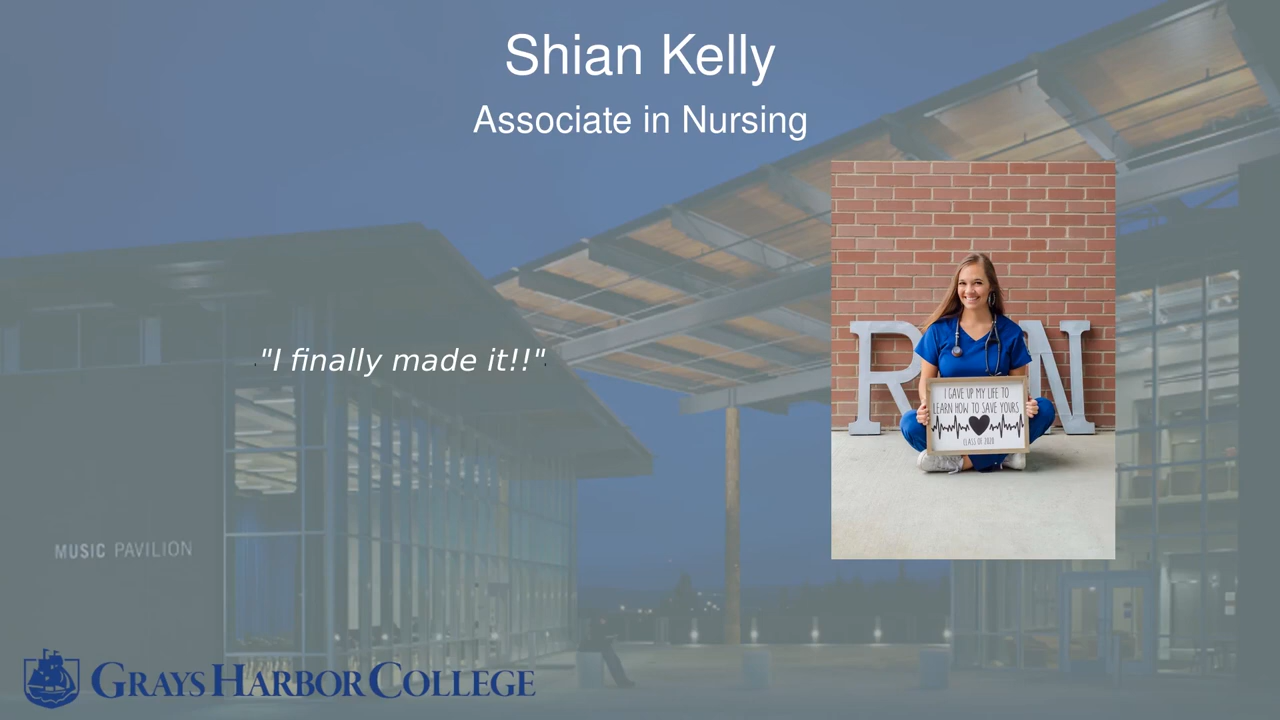 Shian Kelly
Associate in Nursing
"I finally made it!!"
R N
I GAVE UP MY LIFE TO
LEARN HOW TO SAVE YOURS
CLASS OF 2020
MUSIC PAVILION
GRAYS HARBOR COLLEGE